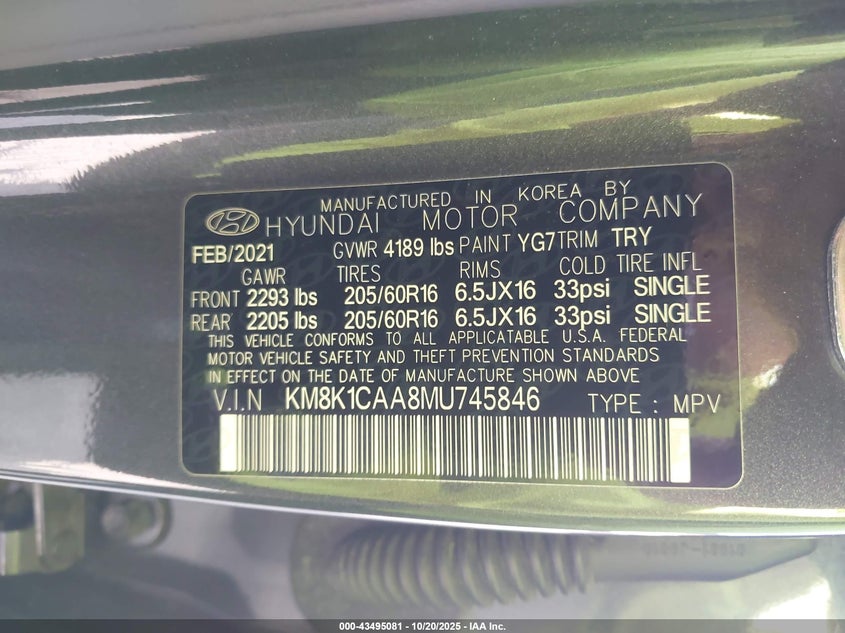 MANUFACTURED IN KOREA BY
HYUNDAI MOTOR COMPANY
FEB/2021 GVWR 4189 lbs PAINT YG7 TRIM TRY
GAWR TIRES RIMS COLD TIRE INFL
FRONT 2293 lbs 205/60R16 6.5JX16 33psi SINGLE
REAR 2205 lbs 205/60R16 6.5JX16 33psi SINGLE
THIS VEHICLE CONFORMS TO ALL APPLICATABLE U.S.A. FEDERAL
MOTOR VEHICLE SAFETY AND THEFT PREVENTION STANDARDS
IN EFFECT ON THE DATE OF MANUFACTURE SHOWN ABOVE
V.I.N KM8K1CAA8MU745846 TYPE : MPV
000-43495081 - 10/20/2025 - IAA Inc.